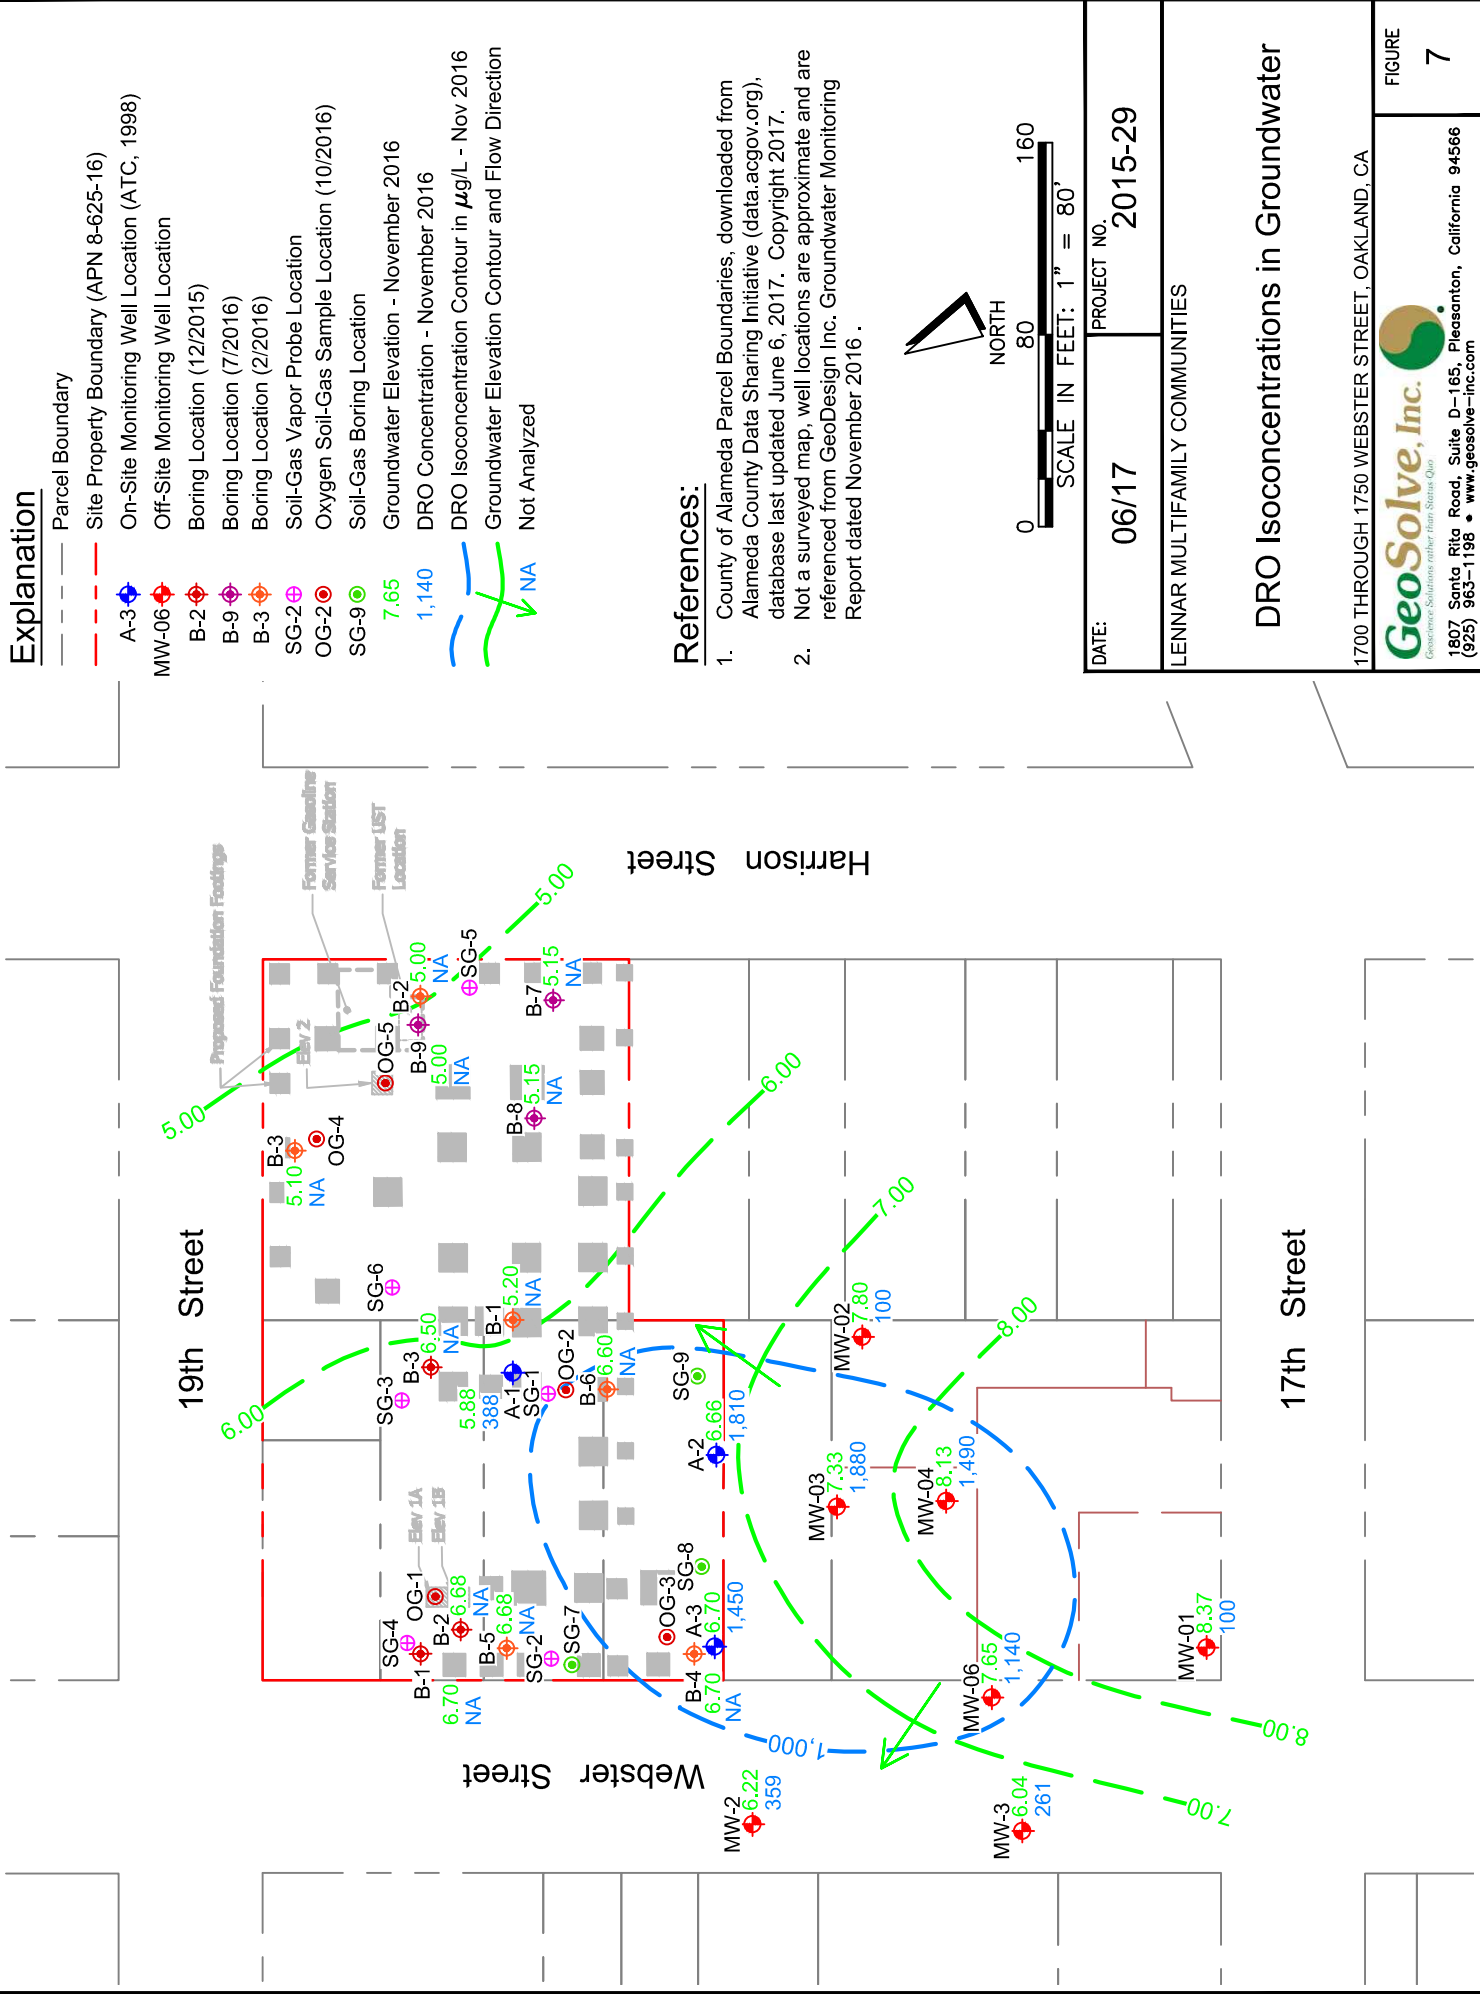 Explanation
Parcel Boundary
Site Property Boundary (APN 8-625-16)
A-3 On-Site Monitoring Well Location (ATC, 1998)
MW-06 Off-Site Monitoring Well Location
B-2 Boring Location (12/2015)
B-9 Boring Location (7/2016)
B-3 Boring Location (2/2016)
SG-2 Soil-Gas Vapor Probe Location
OG-2 Oxygen Soil-Gas Sample Location (10/2016)
SG-9 Soil-Gas Boring Location
7.65 Groundwater Elevation - November 2016
1,140 DRO Concentration - November 2016
DRO Isoconcentration Contour in µg/L - Nov 2016
Groundwater Elevation Contour and Flow Direction
NA Not Analyzed
References:
1. County of Alameda Parcel Boundaries, downloaded from
Alameda County Data Sharing Initiative (data.acgov.org),
database last updated June 6, 2017. Copyright 2017.
2. Not a surveyed map, well locations are approximate and are
referenced from GeoDesign Inc. Groundwater Monitoring
Report dated November 2016 .
NORTH
0 80 160
SCALE IN FEET: 1" = 80'
DATE:
06/17
PROJECT NO.
2015-29
LENNAR MULTIFAMILY COMMUNITIES
DRO Isoconcentrations in Groundwater
1700 THROUGH 1750 WEBSTER STREET, OAKLAND, CA
GeoSolve, Inc.
Geoscience Solutions rather than Status Quo
1807 Santa Rita Road, Suite D-165, Pleasanton, California 94566
(925) 963-1198 • www.geosolve-inc.com
FIGURE
7
19th Street
17th Street
Webster Street
Harrison Street
Proposed Foundation Footings
Former Gasoline
Service Station
Former UST
Location
Elev 2
Elev 1A
Elev 1B
5.00
5.00
6.00
6.00
7.00
7.00
8.00
8.00
1,000
SG-4
OG-1
B-1
6.70
NA
B-2
6.68
NA
B-5
6.68
NA
SG-2
SG-7
OG-3
SG-8
A-3
6.70
1,450
B-4
6.70
NA
SG-3
B-3
6.50
NA
SG-6
5.88
388
A-1
SG-1
OG-2
B-1
5.20
NA
B-6
6.60
NA
SG-9
A-2
6.66
1,810
B-3
5.10
NA
OG-4
OG-5
B-9
5.00
NA
B-2
5.00
NA
SG-5
B-8
5.15
NA
B-7
5.15
NA
MW-02
7.80
100
MW-03
7.33
1,880
MW-04
8.13
1,490
MW-06
7.65
1,140
MW-01
8.37
100
MW-2
6.22
359
MW-3
6.04
261